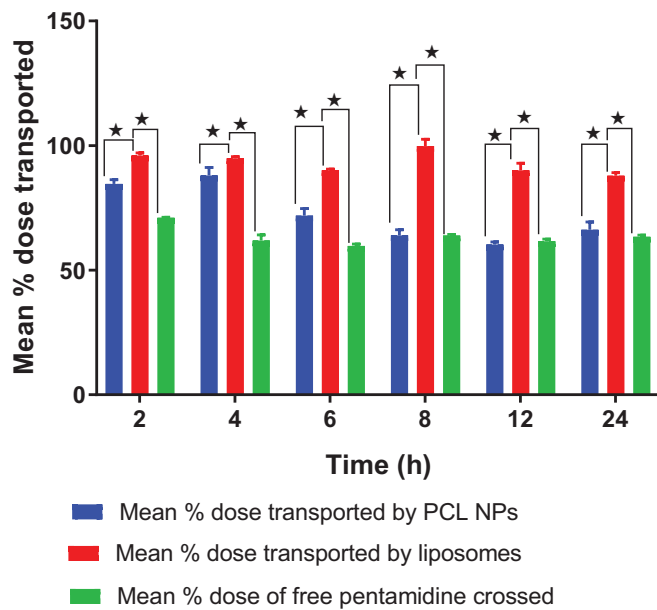 Mean % dose transported
150
100
50
0
★ ★ ★ ★ ★ ★ ★ ★ ★ ★ ★ ★
2 4 6 8 12 24
Time (h)
Mean % dose transported by PCL NPs
Mean % dose transported by liposomes
Mean % dose of free pentamidine crossed